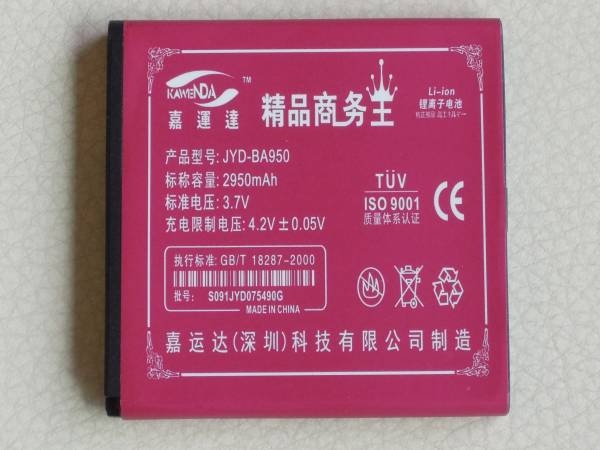 KAWENDA
TM
嘉運達
精品商务王
Li-ion
锂离子电池
产品型号: JYD-BA950
标称容量: 2950mAh
标准电压: 3.7V
充电限制电压: 4.2V±0.05V
TÜV
ISO 9001
质量体系认证
CE
执行标准: GB/T 18287-2000
批号: S091JYD075490G
MADE IN CHINA
嘉运达(深圳)科技有限公司制造